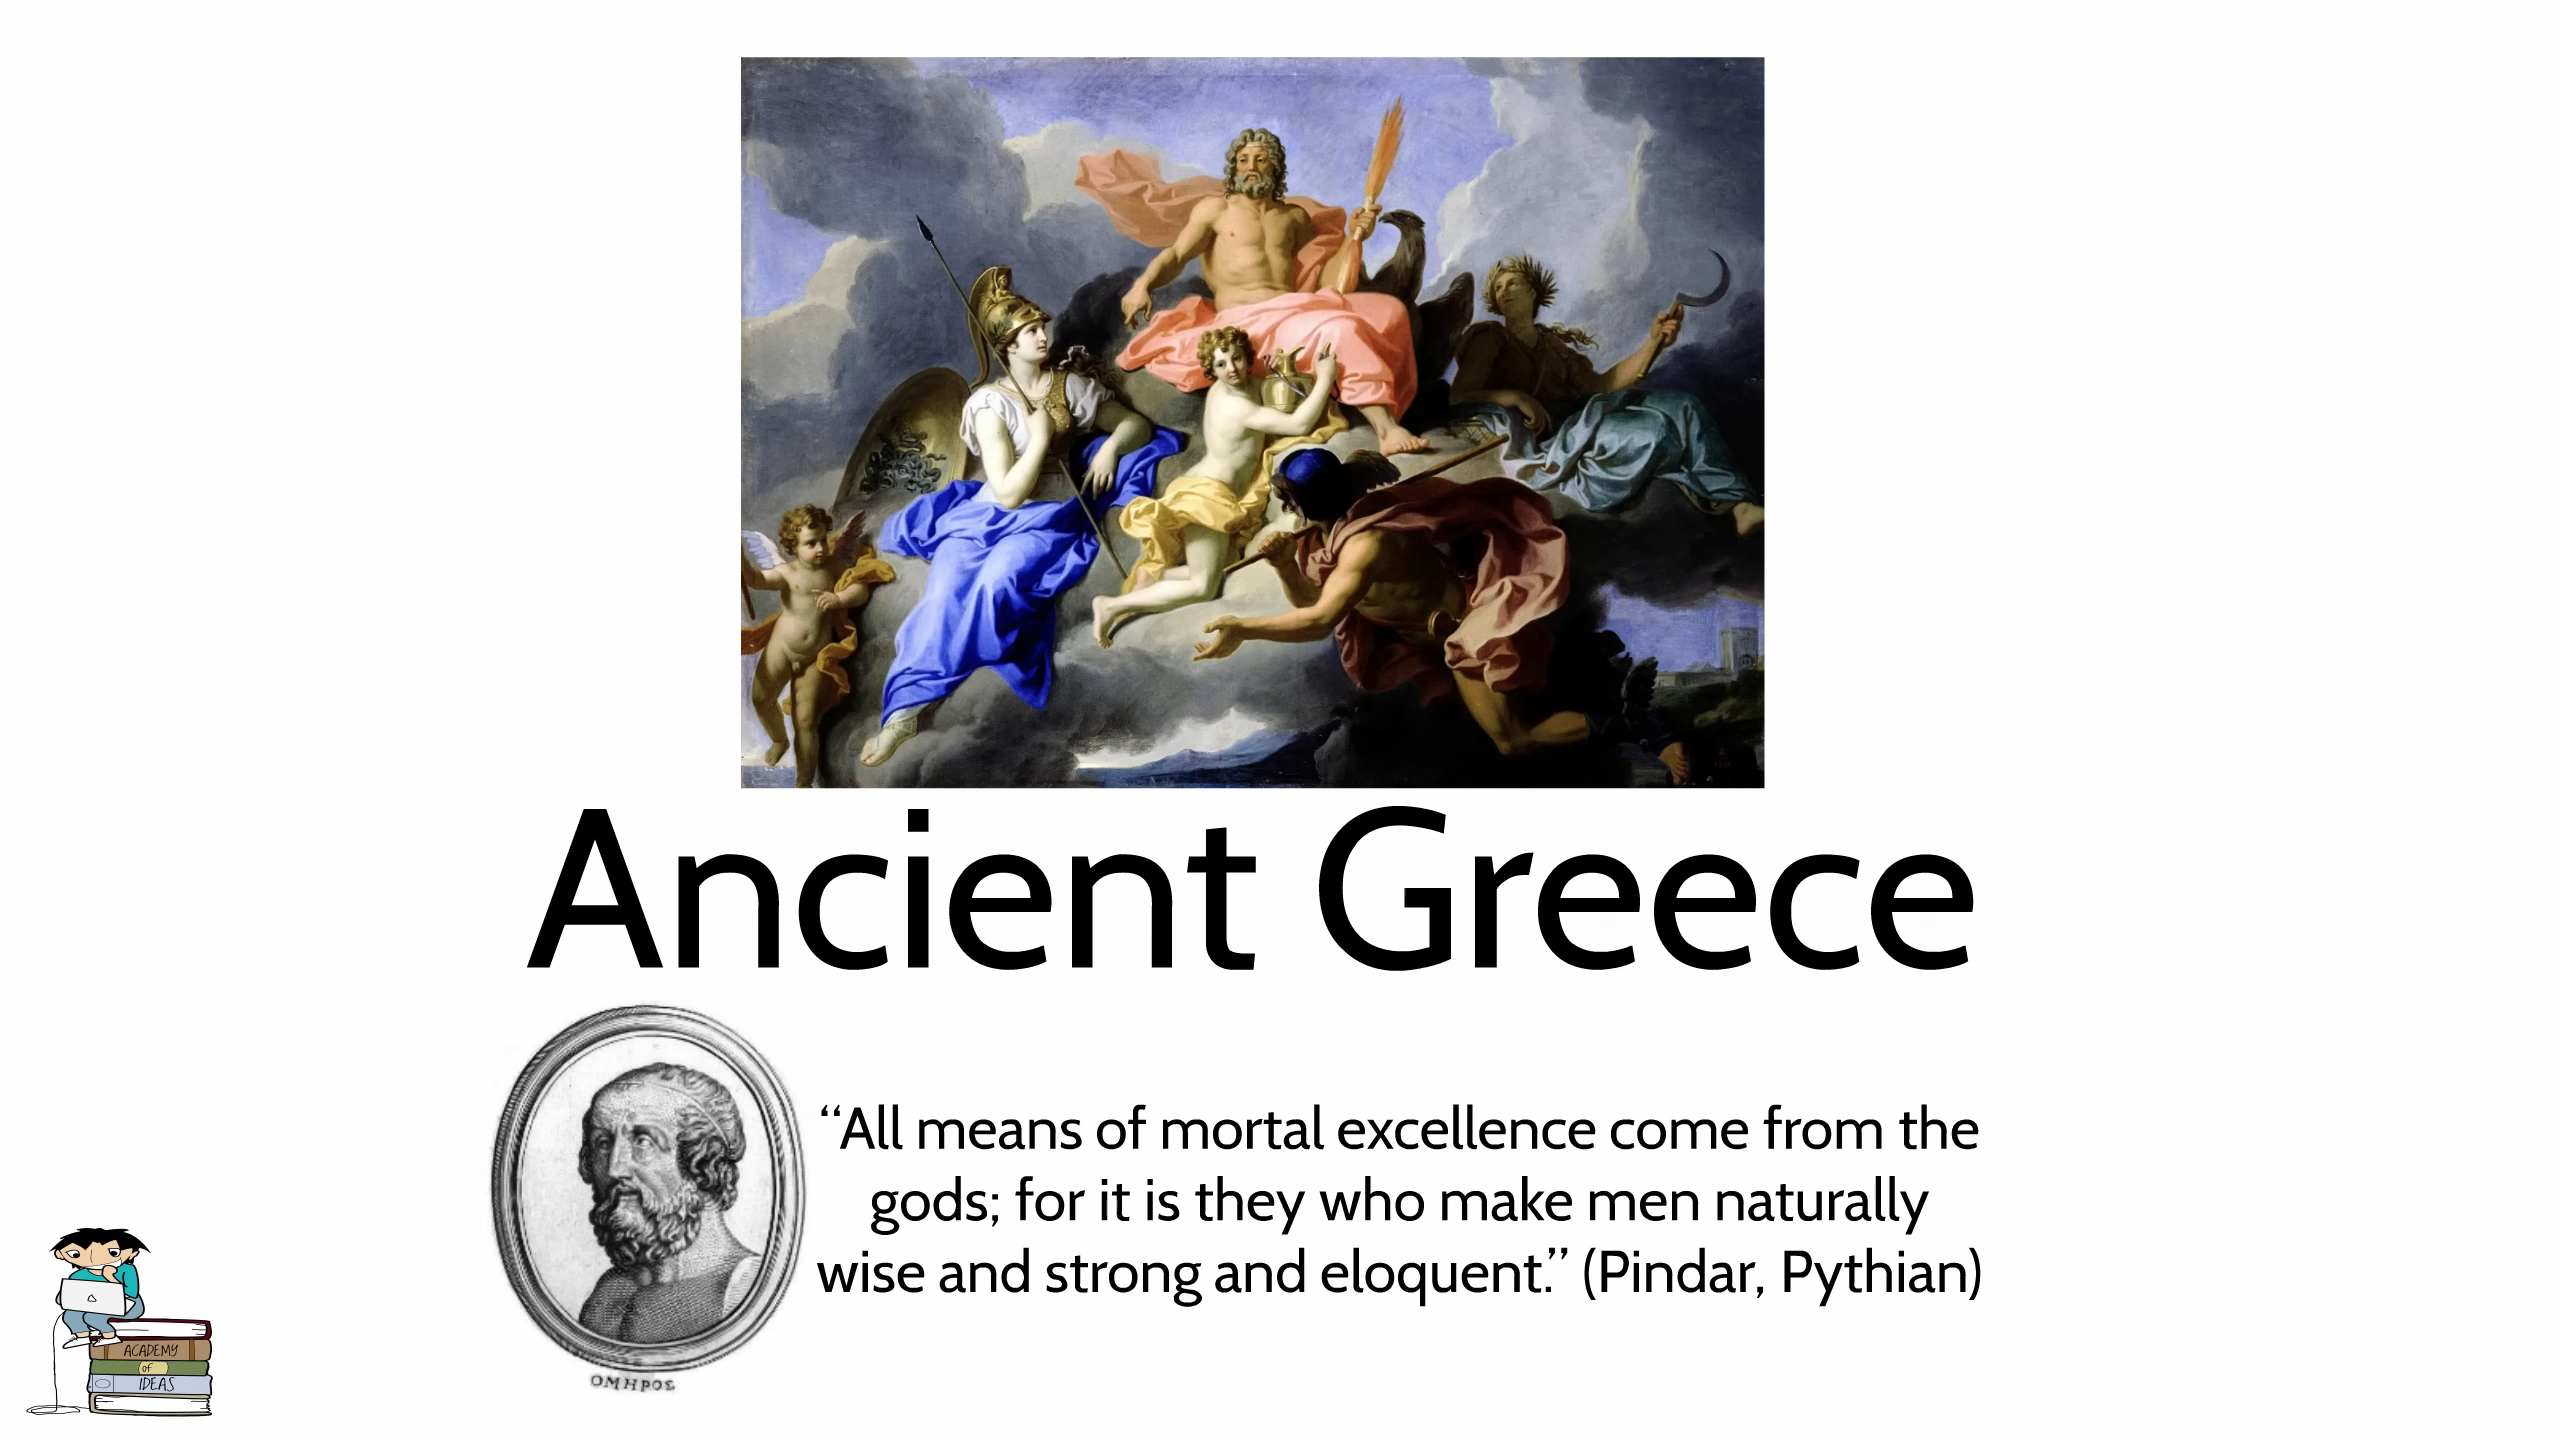 Ancient Greece
“All means of mortal excellence come from the
gods; for it is they who make men naturally
wise and strong and eloquent.” (Pindar, Pythian)
ΟΜΗΡΟΣ
ACADEMY
of
IDEAS